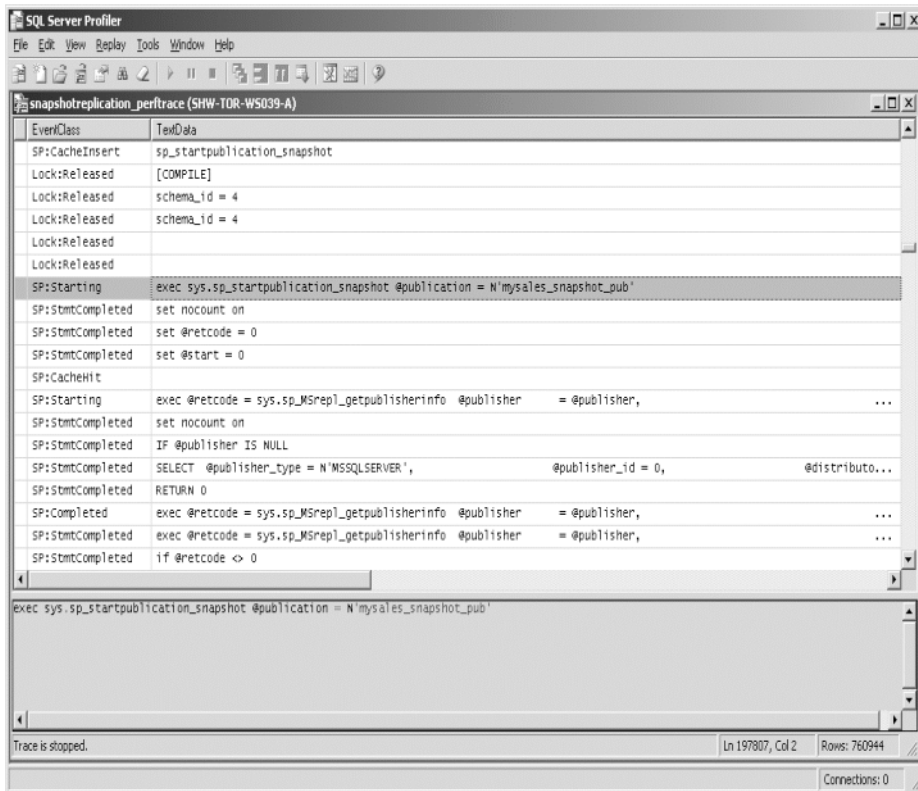 SQL Server Profiler
File Edit View Replay Tools Window Help
snapshotreplication_perftrace (SHW-TOR-WS039-A)
EventClass TextData
SP:CacheInsert sp_startpublication_snapshot
Lock:Released [COMPILE]
Lock:Released schema_id = 4
Lock:Released schema_id = 4
Lock:Released
Lock:Released
SP:Starting exec sys.sp_startpublication_snapshot @publication = N'mysales_snapshot_pub'
SP:StmtCompleted set nocount on
SP:StmtCompleted set @retcode = 0
SP:StmtCompleted set @start = 0
SP:CacheHit
SP:Starting exec @retcode = sys.sp_MSrepl_getpublisherinfo @publisher = @publisher, ...
SP:StmtCompleted set nocount on
SP:StmtCompleted IF @publisher IS NULL
SP:StmtCompleted SELECT @publisher_type = N'MSSQLSERVER', @publisher_id = 0, @distributo...
SP:StmtCompleted RETURN 0
SP:Completed exec @retcode = sys.sp_MSrepl_getpublisherinfo @publisher = @publisher, ...
SP:StmtCompleted exec @retcode = sys.sp_MSrepl_getpublisherinfo @publisher = @publisher, ...
SP:StmtCompleted if @retcode <> 0
exec sys.sp_startpublication_snapshot @publication = N'mysales_snapshot_pub'
Trace is stopped. Ln 197807, Col 2 Rows: 760944
Connections: 0